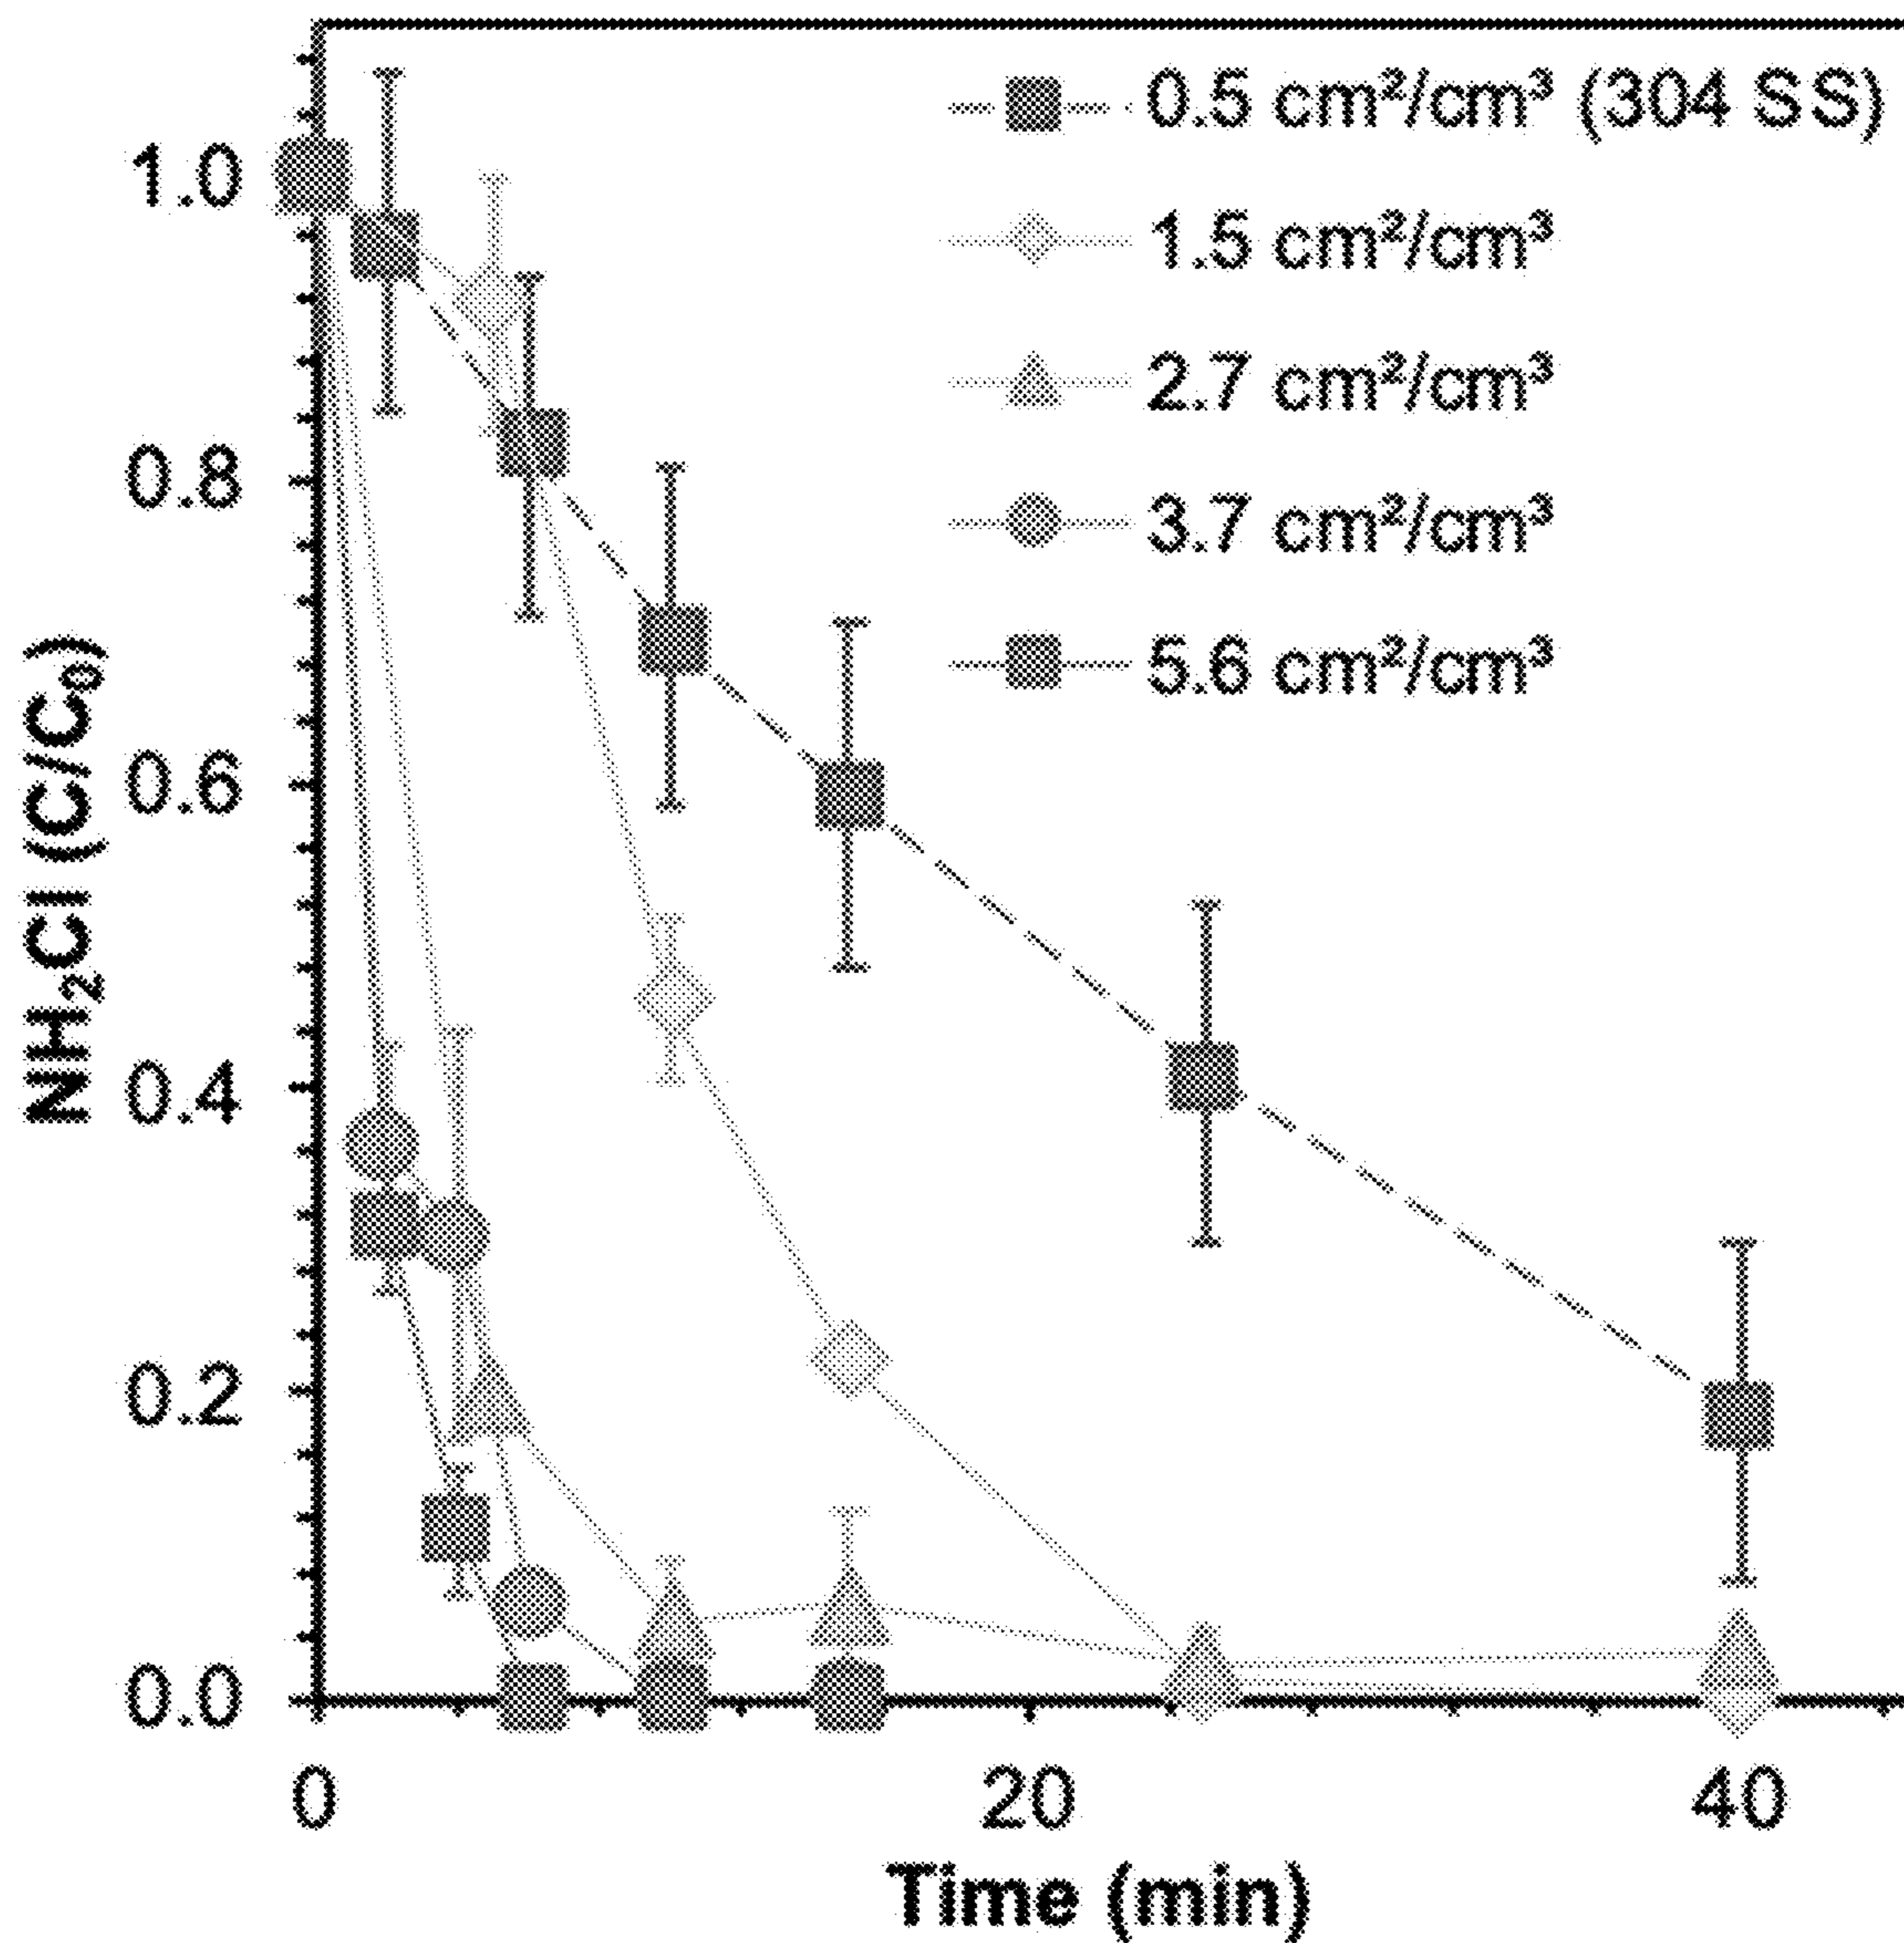 0.5 cm²/cm³ (304 SS)
1.5 cm²/cm³
2.7 cm²/cm³
3.7 cm²/cm³
5.6 cm²/cm³
NH₂Cl (C/C₀)
1.0
0.8
0.6
0.4
0.2
0.0
0 20 40
Time (min)